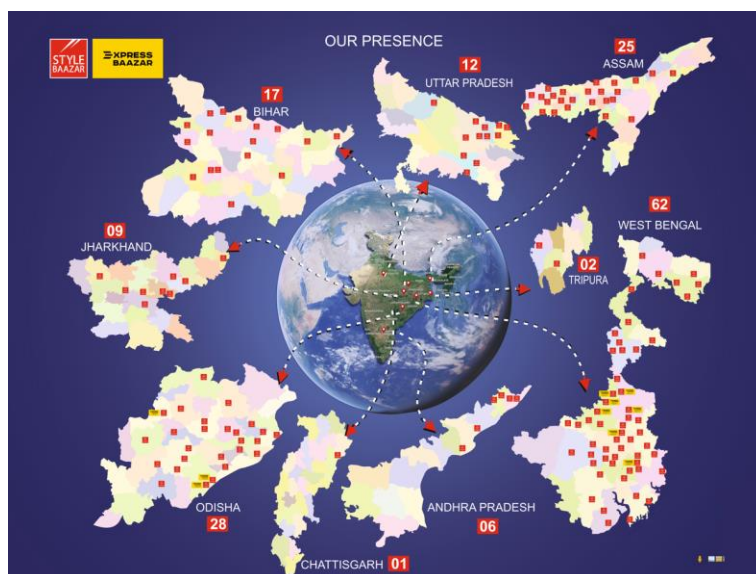 STYLE
BAAZAR
EXPRESS
BAAZAR
OUR PRESENCE
17
BIHAR
12
UTTAR PRADESH
25
ASSAM
09
JHARKHAND
02
TRIPURA
62
WEST BENGAL
ODISHA
28
CHATTISGARH 01
ANDHRA PRADESH
06